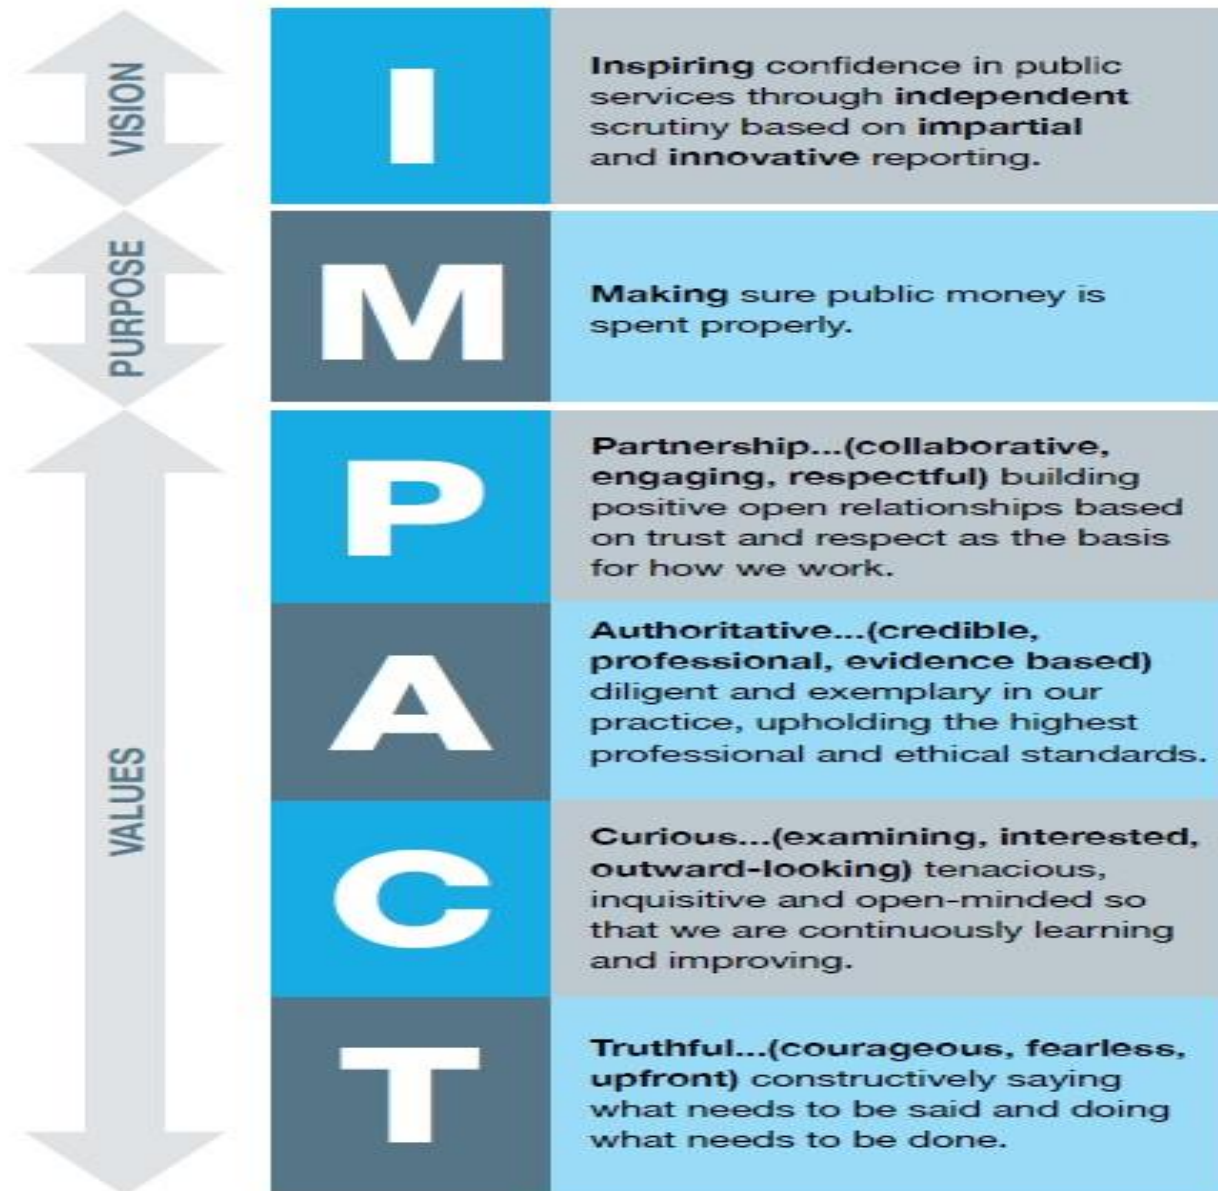 VISION
I
Inspiring confidence in public
services through independent
scrutiny based on impartial
and innovative reporting.
PURPOSE
M
Making sure public money is
spent properly.
VALUES
P
Partnership...(collaborative,
engaging, respectful) building
positive open relationships based
on trust and respect as the basis
for how we work.
A
Authoritative...(credible,
professional, evidence based)
diligent and exemplary in our
practice, upholding the highest
professional and ethical standards.
C
Curious...(examining, interested,
outward-looking) tenacious,
inquisitive and open-minded so
that we are continuously learning
and improving.
T
Truthful...(courageous, fearless,
upfront) constructively saying
what needs to be said and doing
what needs to be done.